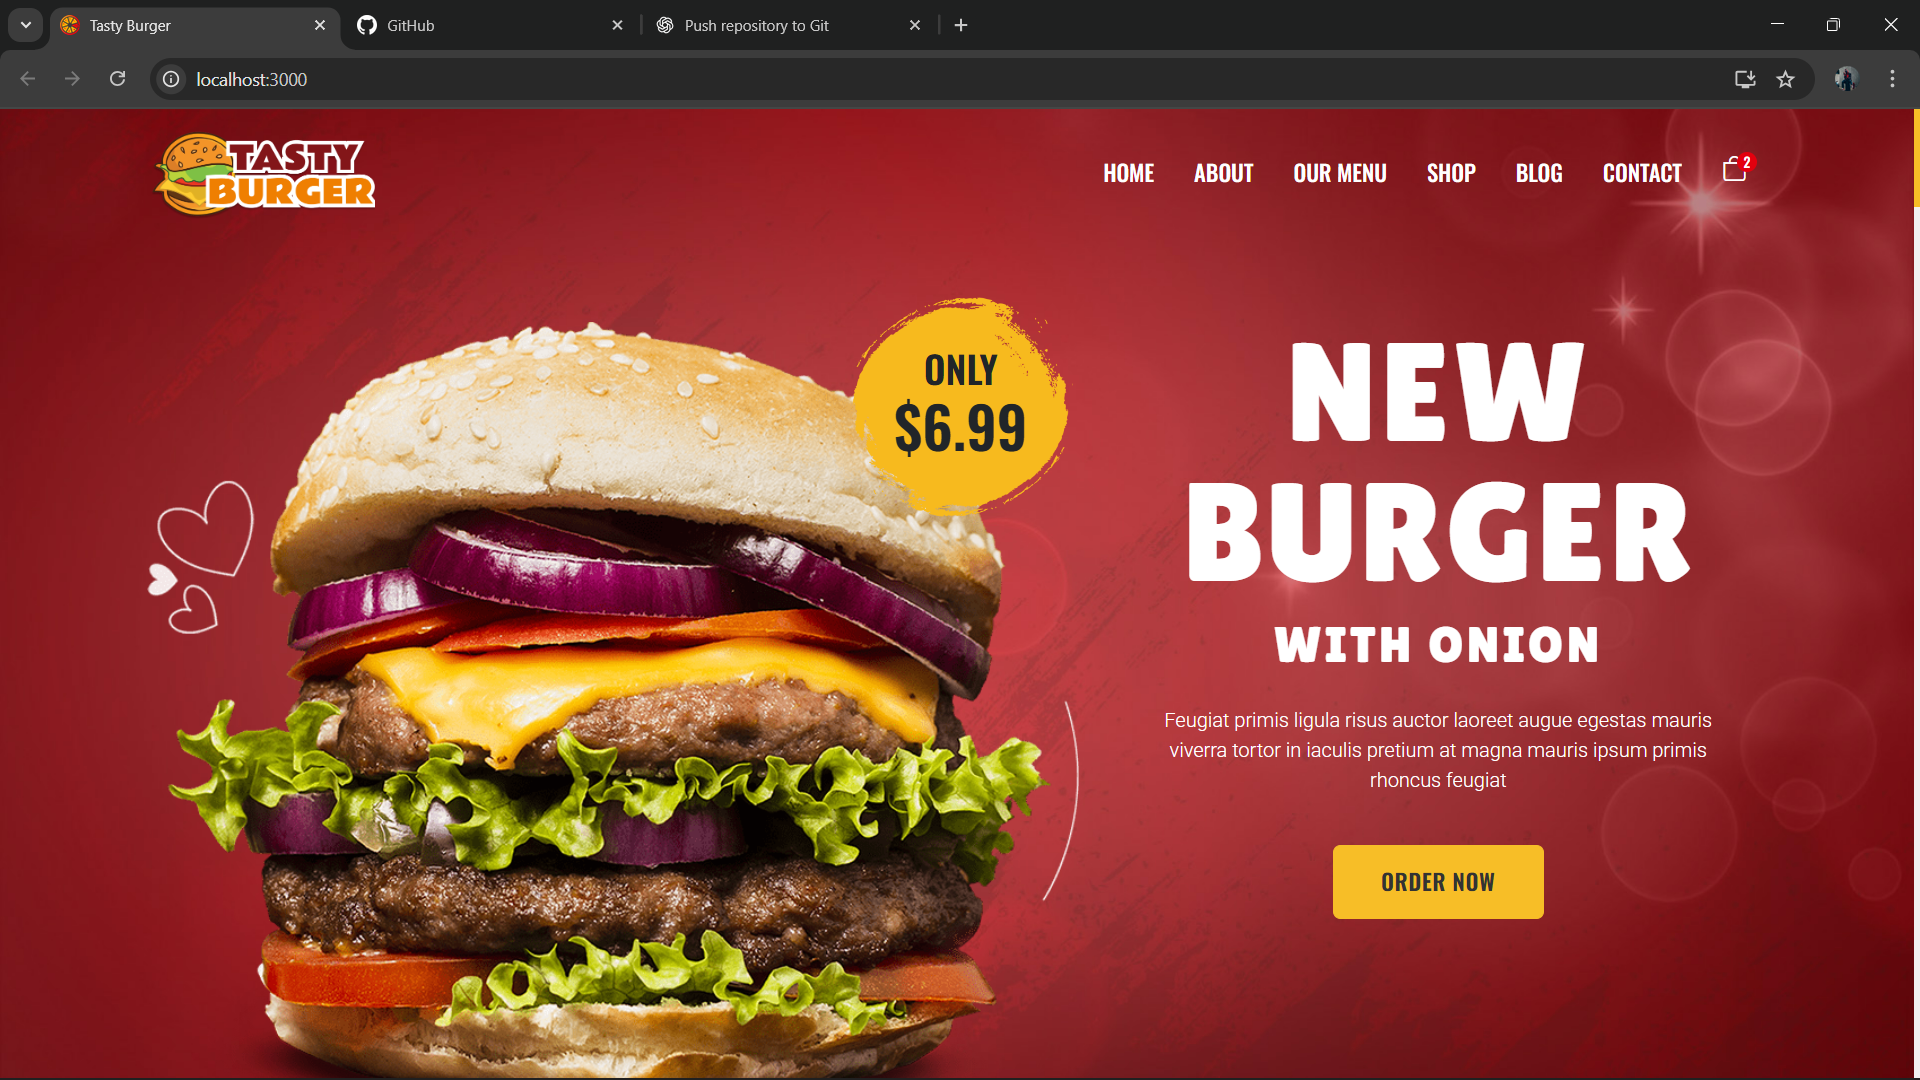 Tasty Burger
GitHub
Push repository to Git
localhost:3000
TASTY
BURGER
HOME
ABOUT
OUR MENU
SHOP
BLOG
CONTACT
2
ONLY
$6.99
NEW
BURGER
WITH ONION
Feugiat primis ligula risus auctor laoreet augue egestas mauris
viverra tortor in iaculis pretium at magna mauris ipsum primis
rhoncus feugiat
ORDER NOW